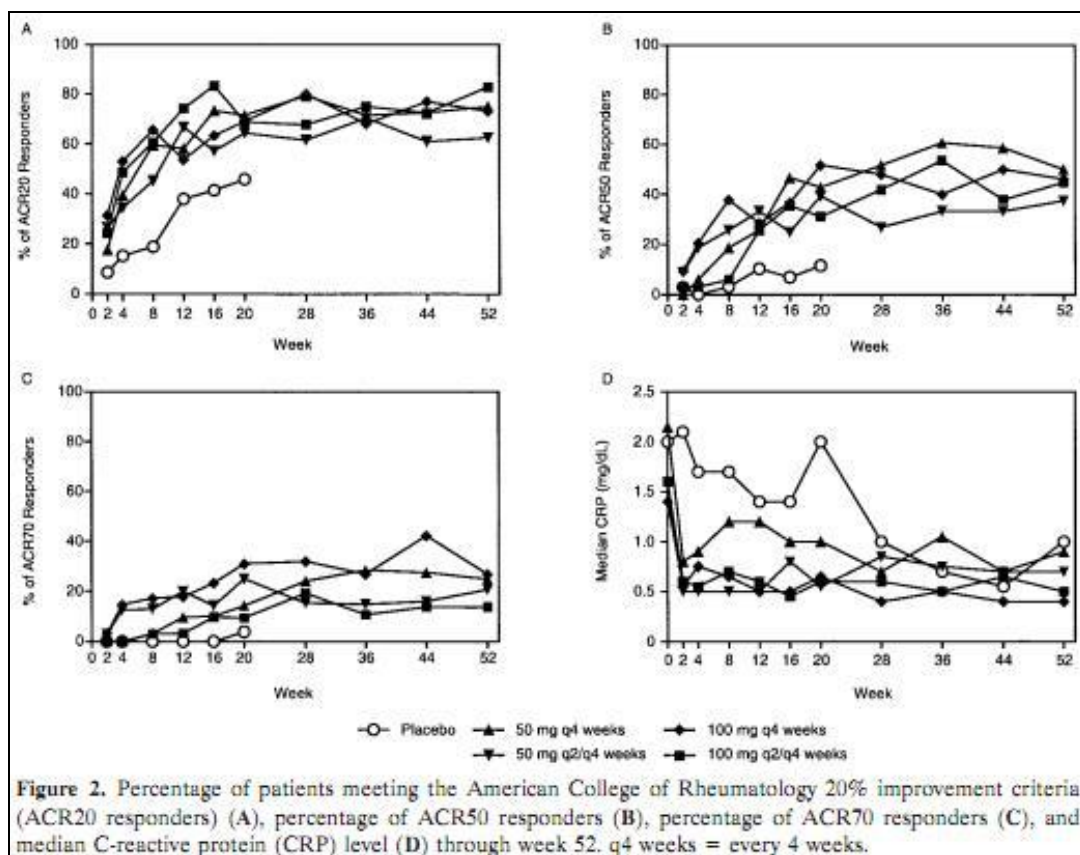 A
100
80
60
40
20
0
% of ACR20 Responders
0 2 4 8 12 16 20 28 36 44 52
Week
B
100
80
60
40
20
0
% of ACR50 Responders
0 2 4 8 12 16 20 28 36 44 52
Week
C
100
80
60
40
20
0
% of ACR70 Responders
0 2 4 8 12 16 20 28 36 44 52
Week
D
2.5
2.0
1.5
1.0
0.5
0.0
Median CRP (mg/dL)
0 2 4 8 12 16 20 28 36 44 52
Week
Placebo 50 mg q4 weeks 100 mg q4 weeks
50 mg q2/q4 weeks 100 mg q2/q4 weeks
Figure 2. Percentage of patients meeting the American College of Rheumatology 20% improvement criteria
(ACR20 responders) (A), percentage of ACR50 responders (B), percentage of ACR70 responders (C), and
median C-reactive protein (CRP) level (D) through week 52. q4 weeks = every 4 weeks.